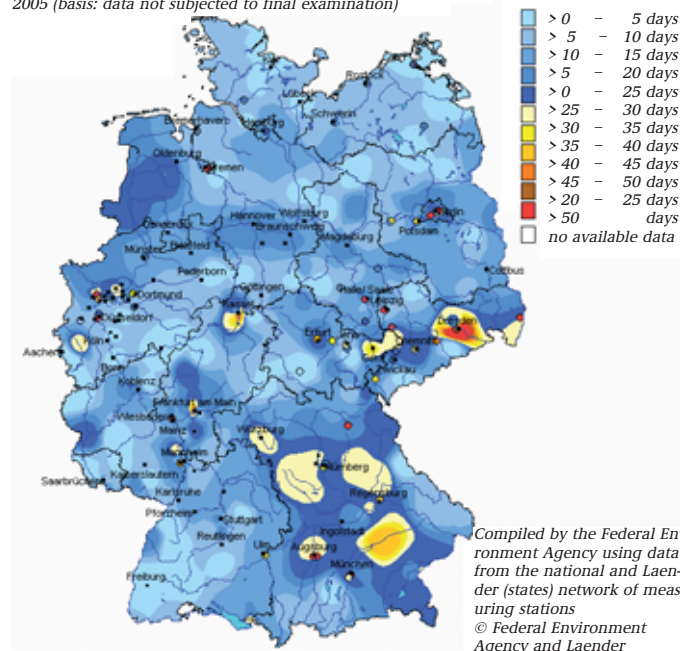 2005 (basis: data not subjected to final examination)
> 0 – 5 days
> 5 – 10 days
> 10 – 15 days
> 5 – 20 days
> 0 – 25 days
> 25 – 30 days
> 30 – 35 days
> 35 – 40 days
> 40 – 45 days
> 45 – 50 days
> 20 – 25 days
> 50 days
no available data
Rostock
Lübeck
Schwerin
Bremerhaven
Hamburg
Oldenburg
Bremen
Berlin
Hannover Wolfsburg
Potsdam
Osnabrück
Braunschweig
Magdeburg
Münster
Bielefeld
Cottbus
Paderborn
Göttingen
Halle/ Saale
Dortmund
Leipzig
Kassel
Düsseldorf
Dresden
Erfurt
Chemnitz
Köln
Aachen
Zwickau
Bonn
Koblenz
Frankfurt am Main
Wiesbaden
Mainz
Würzburg
Mannheim
Nürnberg
Kaiserslautern
Saarbrücken
Regensburg
Karlsruhe
Pforzheim
Stuttgart
Ingolstadt
Reutlingen
Augsburg
Ulm
München
Freiburg
Compiled by the Federal En
ronment Agency using data
from the national and Laen-
der (states) network of meas
uring stations
© Federal Environment
Agency and Laender